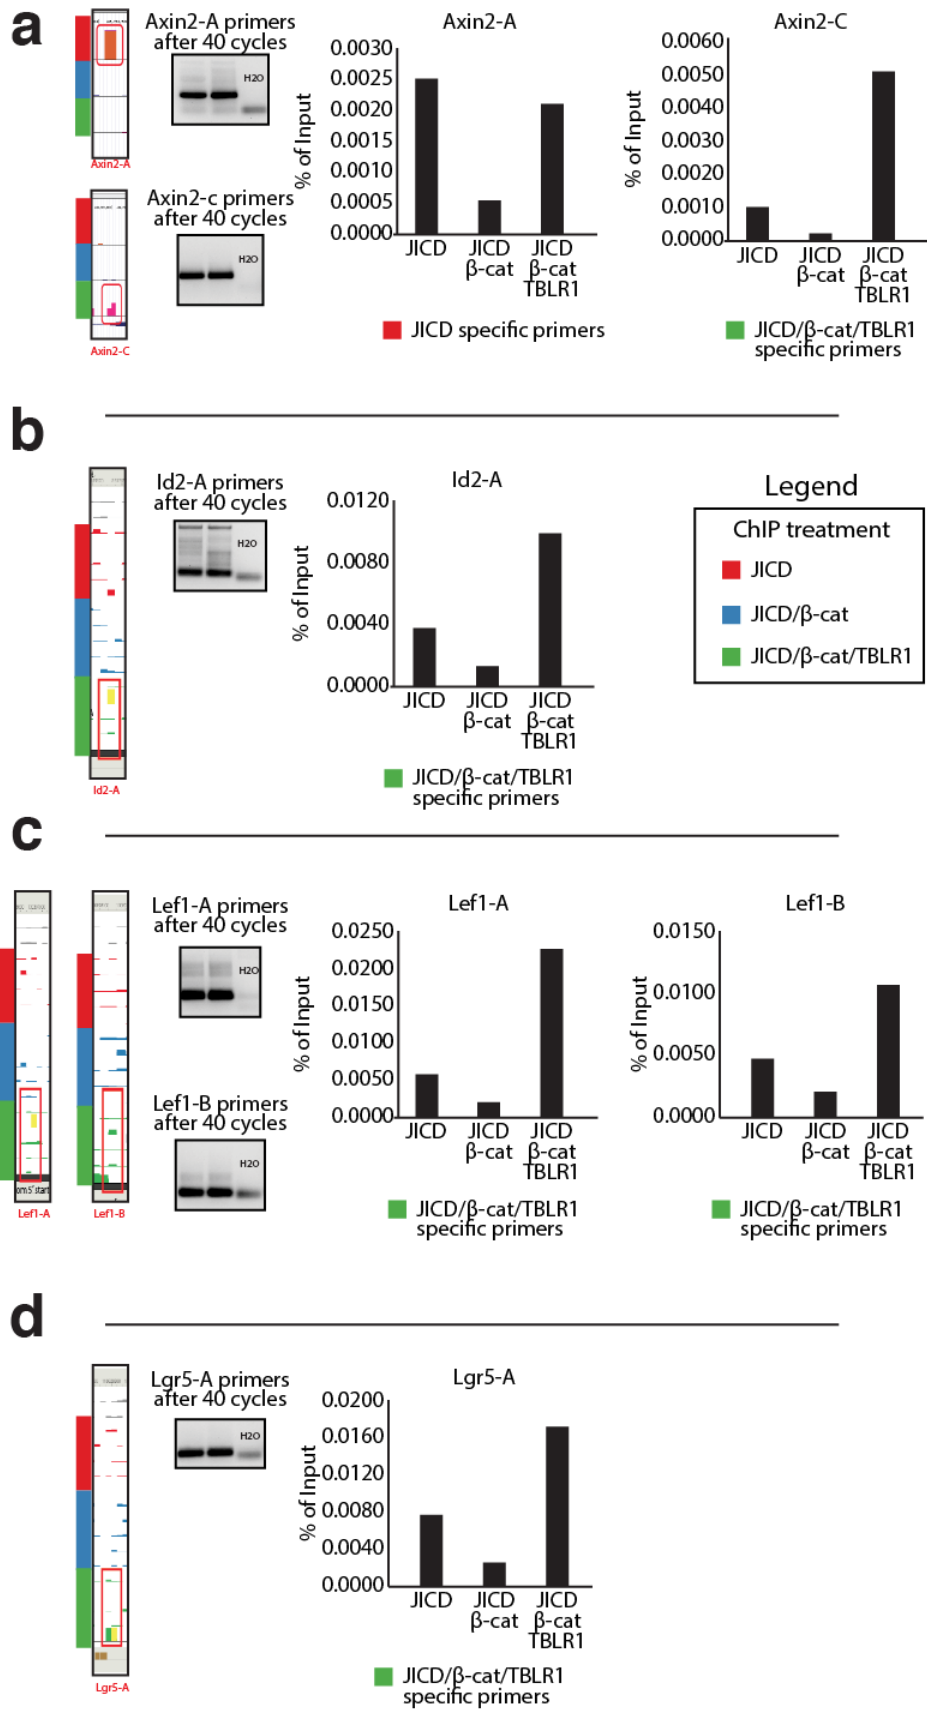 a
Axin2-A
Axin2-A primers
after 40 cycles
H2O
Axin2-c primers
after 40 cycles
H2O
Axin2-C
Axin2-A
% of Input
0.0030
0.0025
0.0020
0.0015
0.0010
0.0005
0.0000
JICD
JICD
β-cat
JICD
β-cat
TBLR1
JICD specific primers
Axin2-C
% of Input
0.0060
0.0050
0.0040
0.0030
0.0020
0.0010
0.0000
JICD
JICD
β-cat
JICD
β-cat
TBLR1
JICD/β-cat/TBLR1
specific primers
b
Id2-A
Id2-A primers
after 40 cycles
H2O
Id2-A
% of Input
0.0120
0.0080
0.0040
0.0000
JICD
JICD
β-cat
JICD
β-cat
TBLR1
JICD/β-cat/TBLR1
specific primers
Legend
ChIP treatment
JICD
JICD/β-cat
JICD/β-cat/TBLR1
c
om5'start
Lef1-A
Lef1-B
Lef1-A primers
after 40 cycles
H2O
Lef1-B primers
after 40 cycles
H2O
Lef1-A
% of Input
0.0250
0.0200
0.0150
0.0100
0.0050
0.0000
JICD
JICD
β-cat
JICD
β-cat
TBLR1
JICD/β-cat/TBLR1
specific primers
Lef1-B
% of Input
0.0150
0.0100
0.0050
0.0000
JICD
JICD
β-cat
JICD
β-cat
TBLR1
JICD/β-cat/TBLR1
specific primers
d
Lgr5-A
Lgr5-A primers
after 40 cycles
H2O
Lgr5-A
% of Input
0.0200
0.0160
0.0120
0.0080
0.0040
0.0000
JICD
JICD
β-cat
JICD
β-cat
TBLR1
JICD/β-cat/TBLR1
specific primers